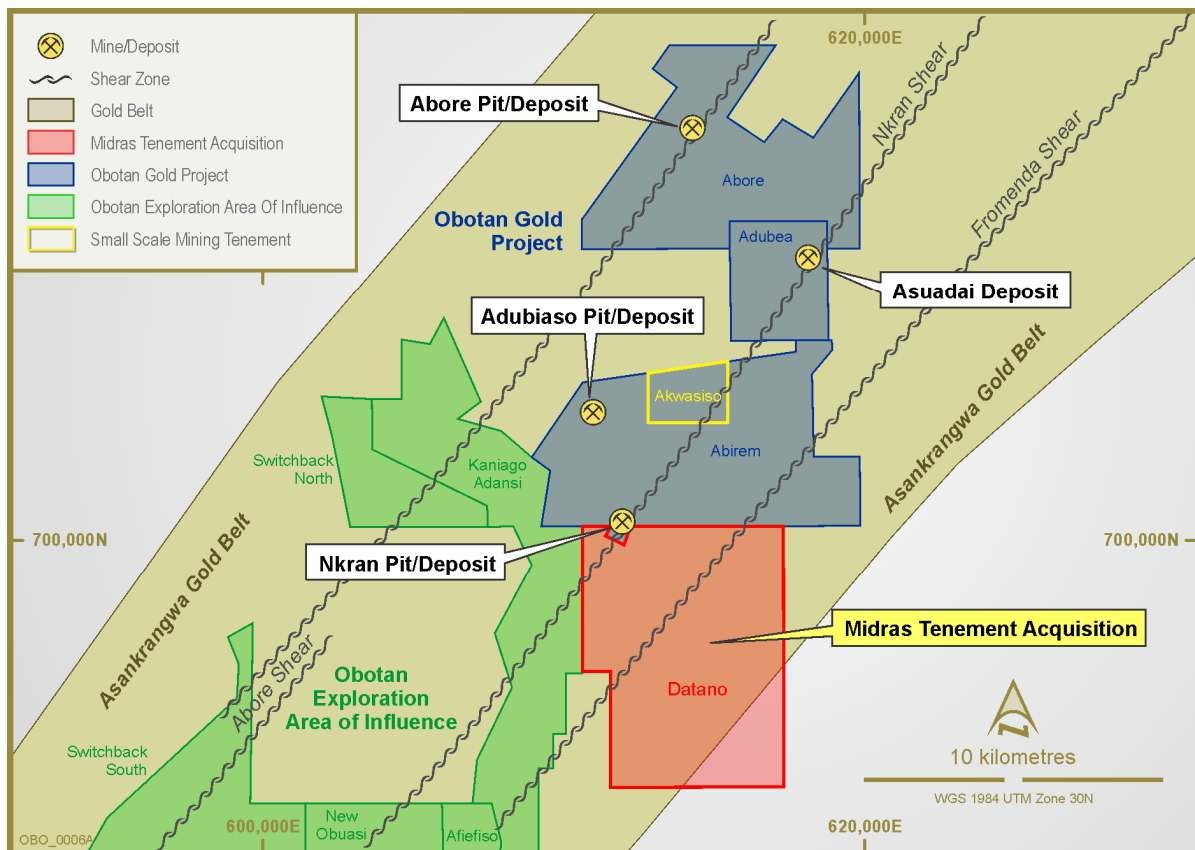 Mine/Deposit
Shear Zone
Gold Belt
Midras Tenement Acquisition
Obotan Gold Project
Obotan Exploration Area Of Influence
Small Scale Mining Tenement
620,000E
Abore Pit/Deposit
Nkran Shear
Fromenda Shear
Abore
Obotan Gold
Project
Adubea
Asuadai Deposit
Adubiaso Pit/Deposit
Akwasiso
Asankrangwa Gold Belt
Abirem
Switchback
North
Kaniago
Adansi
700,000N
700,000N
Nkran Pit/Deposit
Asankrangwa Gold Belt
Midras Tenement Acquisition
Abore Shear
Obotan
Exploration
Area of Influence
Datano
Switchback
South
N
10 kilometres
WGS 1984 UTM Zone 30N
New
Obuasi
600,000E
Afiefiso
620,000E
OBO_0006A